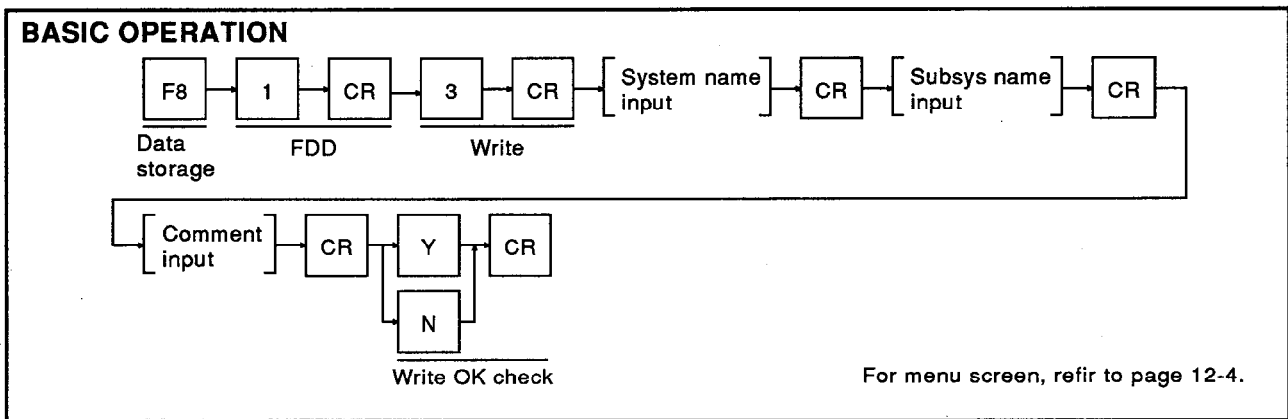 BASIC OPERATION
F8 1 CR 3 CR System name input CR Subsys name input CR
Data storage FDD Write
Comment input CR Y CR
N
Write OK check
For menu screen, refir to page 12-4.